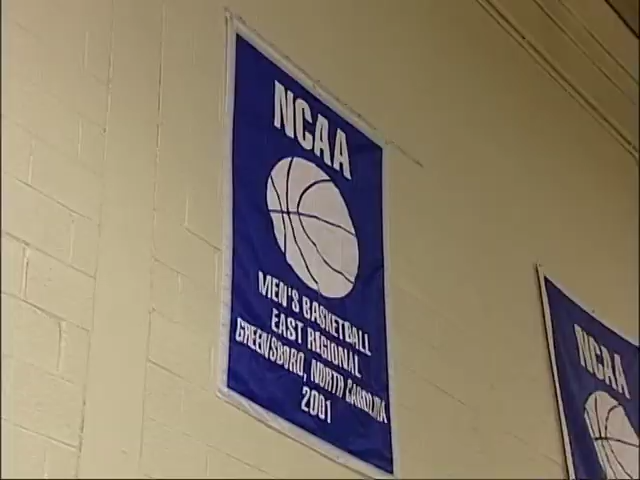 NCAA
MEN'S BASKETBALL
EAST REGIONAL
GREENSBORO, NORTH CAROLINA
2001
NCAA